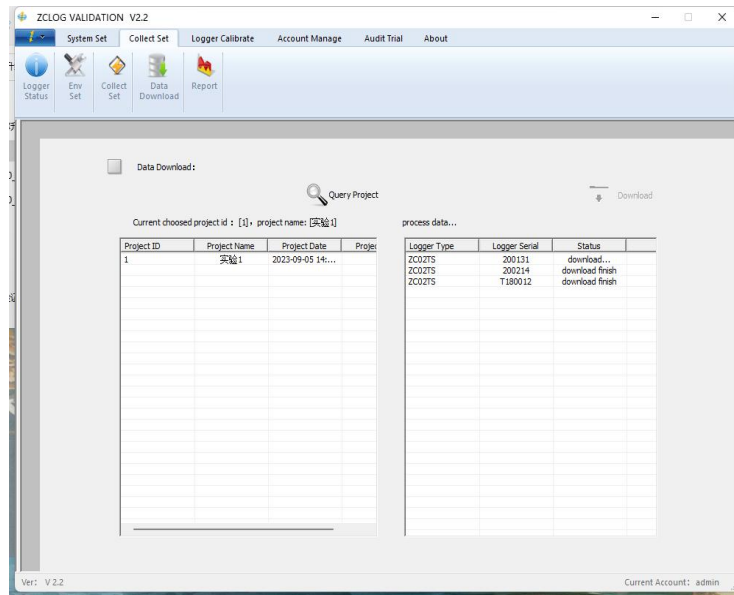 ZCLOG VALIDATION V2.2
System Set Collect Set Logger Calibrate Account Manage Audit Trial About
Logger Status
Env Set
Collect Set
Data Download
Report
Data Download:
Query Project
Download
Current choosed project id : [1], project name: [实验1]
process data...
Project ID Project Name Project Date Projec
1 实验1 2023-09-05 14:...
Logger Type Logger Serial Status
ZC02TS 200131 download...
ZC02TS 200214 download finish
ZC02TS T180012 download finish
Ver: V 2.2
Current Account: admin